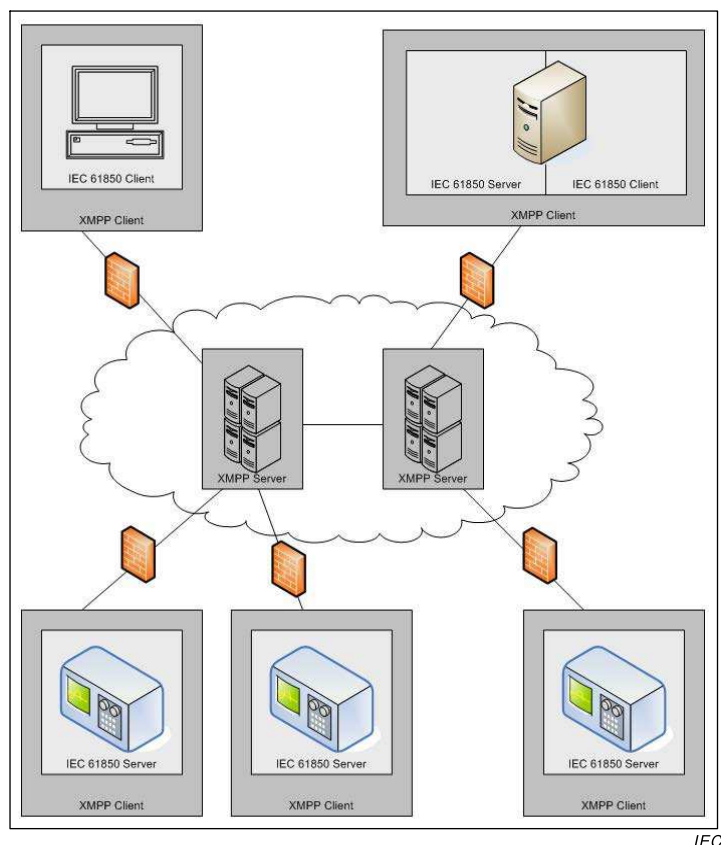 IEC 61850 Client
XMPP Client
IEC 61850 Server
IEC 61850 Client
XMPP Client
XMPP Server
XMPP Server
IEC 61850 Server
XMPP Client
IEC 61850 Server
XMPP Client
IEC 61850 Server
XMPP Client
IEC